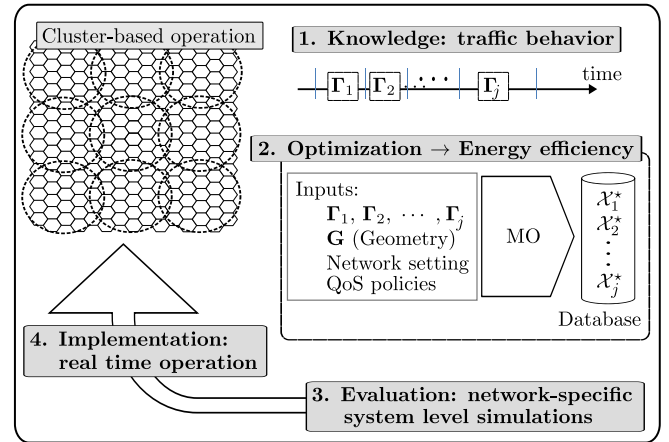 Cluster-based operation
1. Knowledge: traffic behavior
Γ1 Γ2 ... Γj time
2. Optimization → Energy efficiency
Inputs:
Γ1, Γ2, ⋯ , Γj
G (Geometry)
Network setting
QoS policies
MO
𝒳1⋆
𝒳2⋆
⋮
𝒳j⋆
Database
4. Implementation:
real time operation
3. Evaluation: network-specific
system level simulations